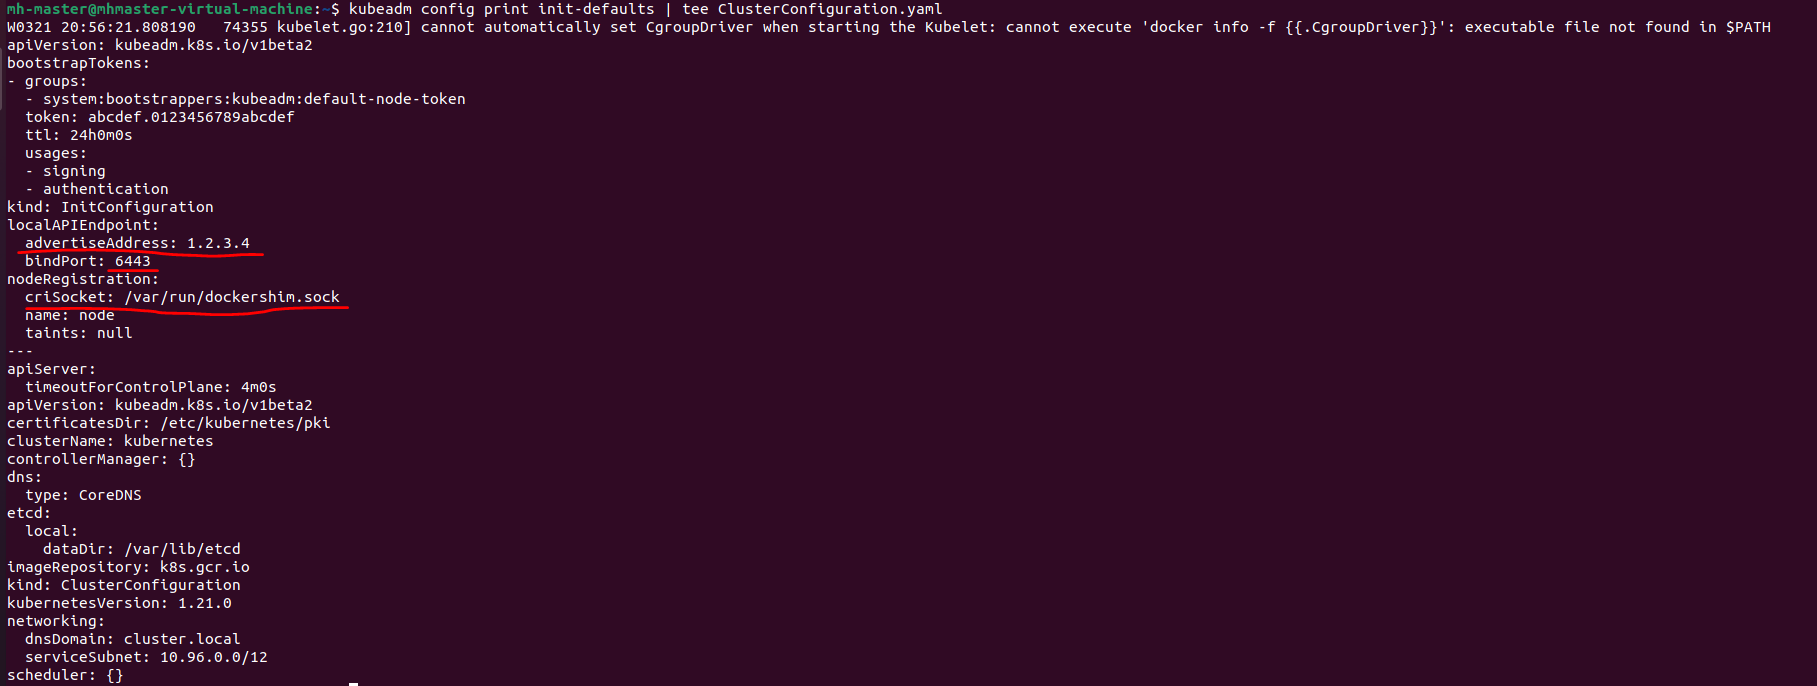 mh-master@mhmaster-virtual-machine:~$ kubeadm config print init-defaults | tee ClusterConfiguration.yaml
W0321 20:56:21.808190   74355 kubelet.go:210] cannot automatically set CgroupDriver when starting the Kubelet: cannot execute 'docker info -f {{.CgroupDriver}}': executable file not found in $PATH
apiVersion: kubeadm.k8s.io/v1beta2
bootstrapTokens:
- groups:
  - system:bootstrappers:kubeadm:default-node-token
  token: abcdef.0123456789abcdef
  ttl: 24h0m0s
  usages:
  - signing
  - authentication
kind: InitConfiguration
localAPIEndpoint:
  advertiseAddress: 1.2.3.4
  bindPort: 6443
nodeRegistration:
  criSocket: /var/run/dockershim.sock
  name: node
  taints: null
---
apiServer:
  timeoutForControlPlane: 4m0s
apiVersion: kubeadm.k8s.io/v1beta2
certificatesDir: /etc/kubernetes/pki
clusterName: kubernetes
controllerManager: {}
dns:
  type: CoreDNS
etcd:
  local:
    dataDir: /var/lib/etcd
imageRepository: k8s.gcr.io
kind: ClusterConfiguration
kubernetesVersion: 1.21.0
networking:
  dnsDomain: cluster.local
  serviceSubnet: 10.96.0.0/12
scheduler: {}